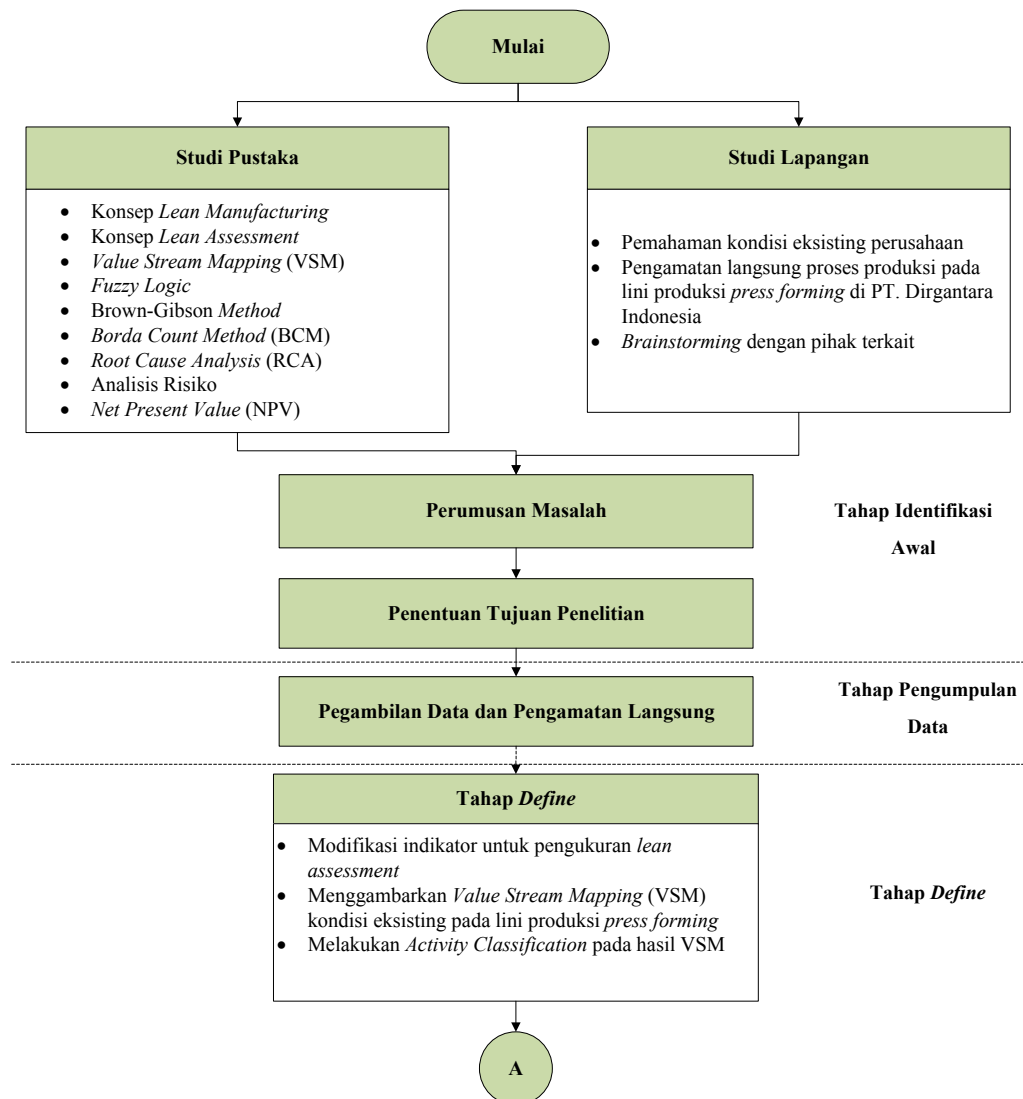 Mulai
Studi Pustaka
• Konsep Lean Manufacturing
• Konsep Lean Assessment
• Value Stream Mapping (VSM)
• Fuzzy Logic
• Brown-Gibson Method
• Borda Count Method (BCM)
• Root Cause Analysis (RCA)
• Analisis Risiko
• Net Present Value (NPV)
Studi Lapangan
• Pemahaman kondisi eksisting perusahaan
• Pengamatan langsung proses produksi pada
lini produksi press forming di PT. Dirgantara
Indonesia
• Brainstorming dengan pihak terkait
Perumusan Masalah
Tahap Identifikasi
Awal
Penentuan Tujuan Penelitian
Pegambilan Data dan Pengamatan Langsung
Tahap Pengumpulan
Data
Tahap Define
• Modifikasi indikator untuk pengukuran lean
assessment
• Menggambarkan Value Stream Mapping (VSM)
kondisi eksisting pada lini produksi press forming
• Melakukan Activity Classification pada hasil VSM
Tahap Define
A